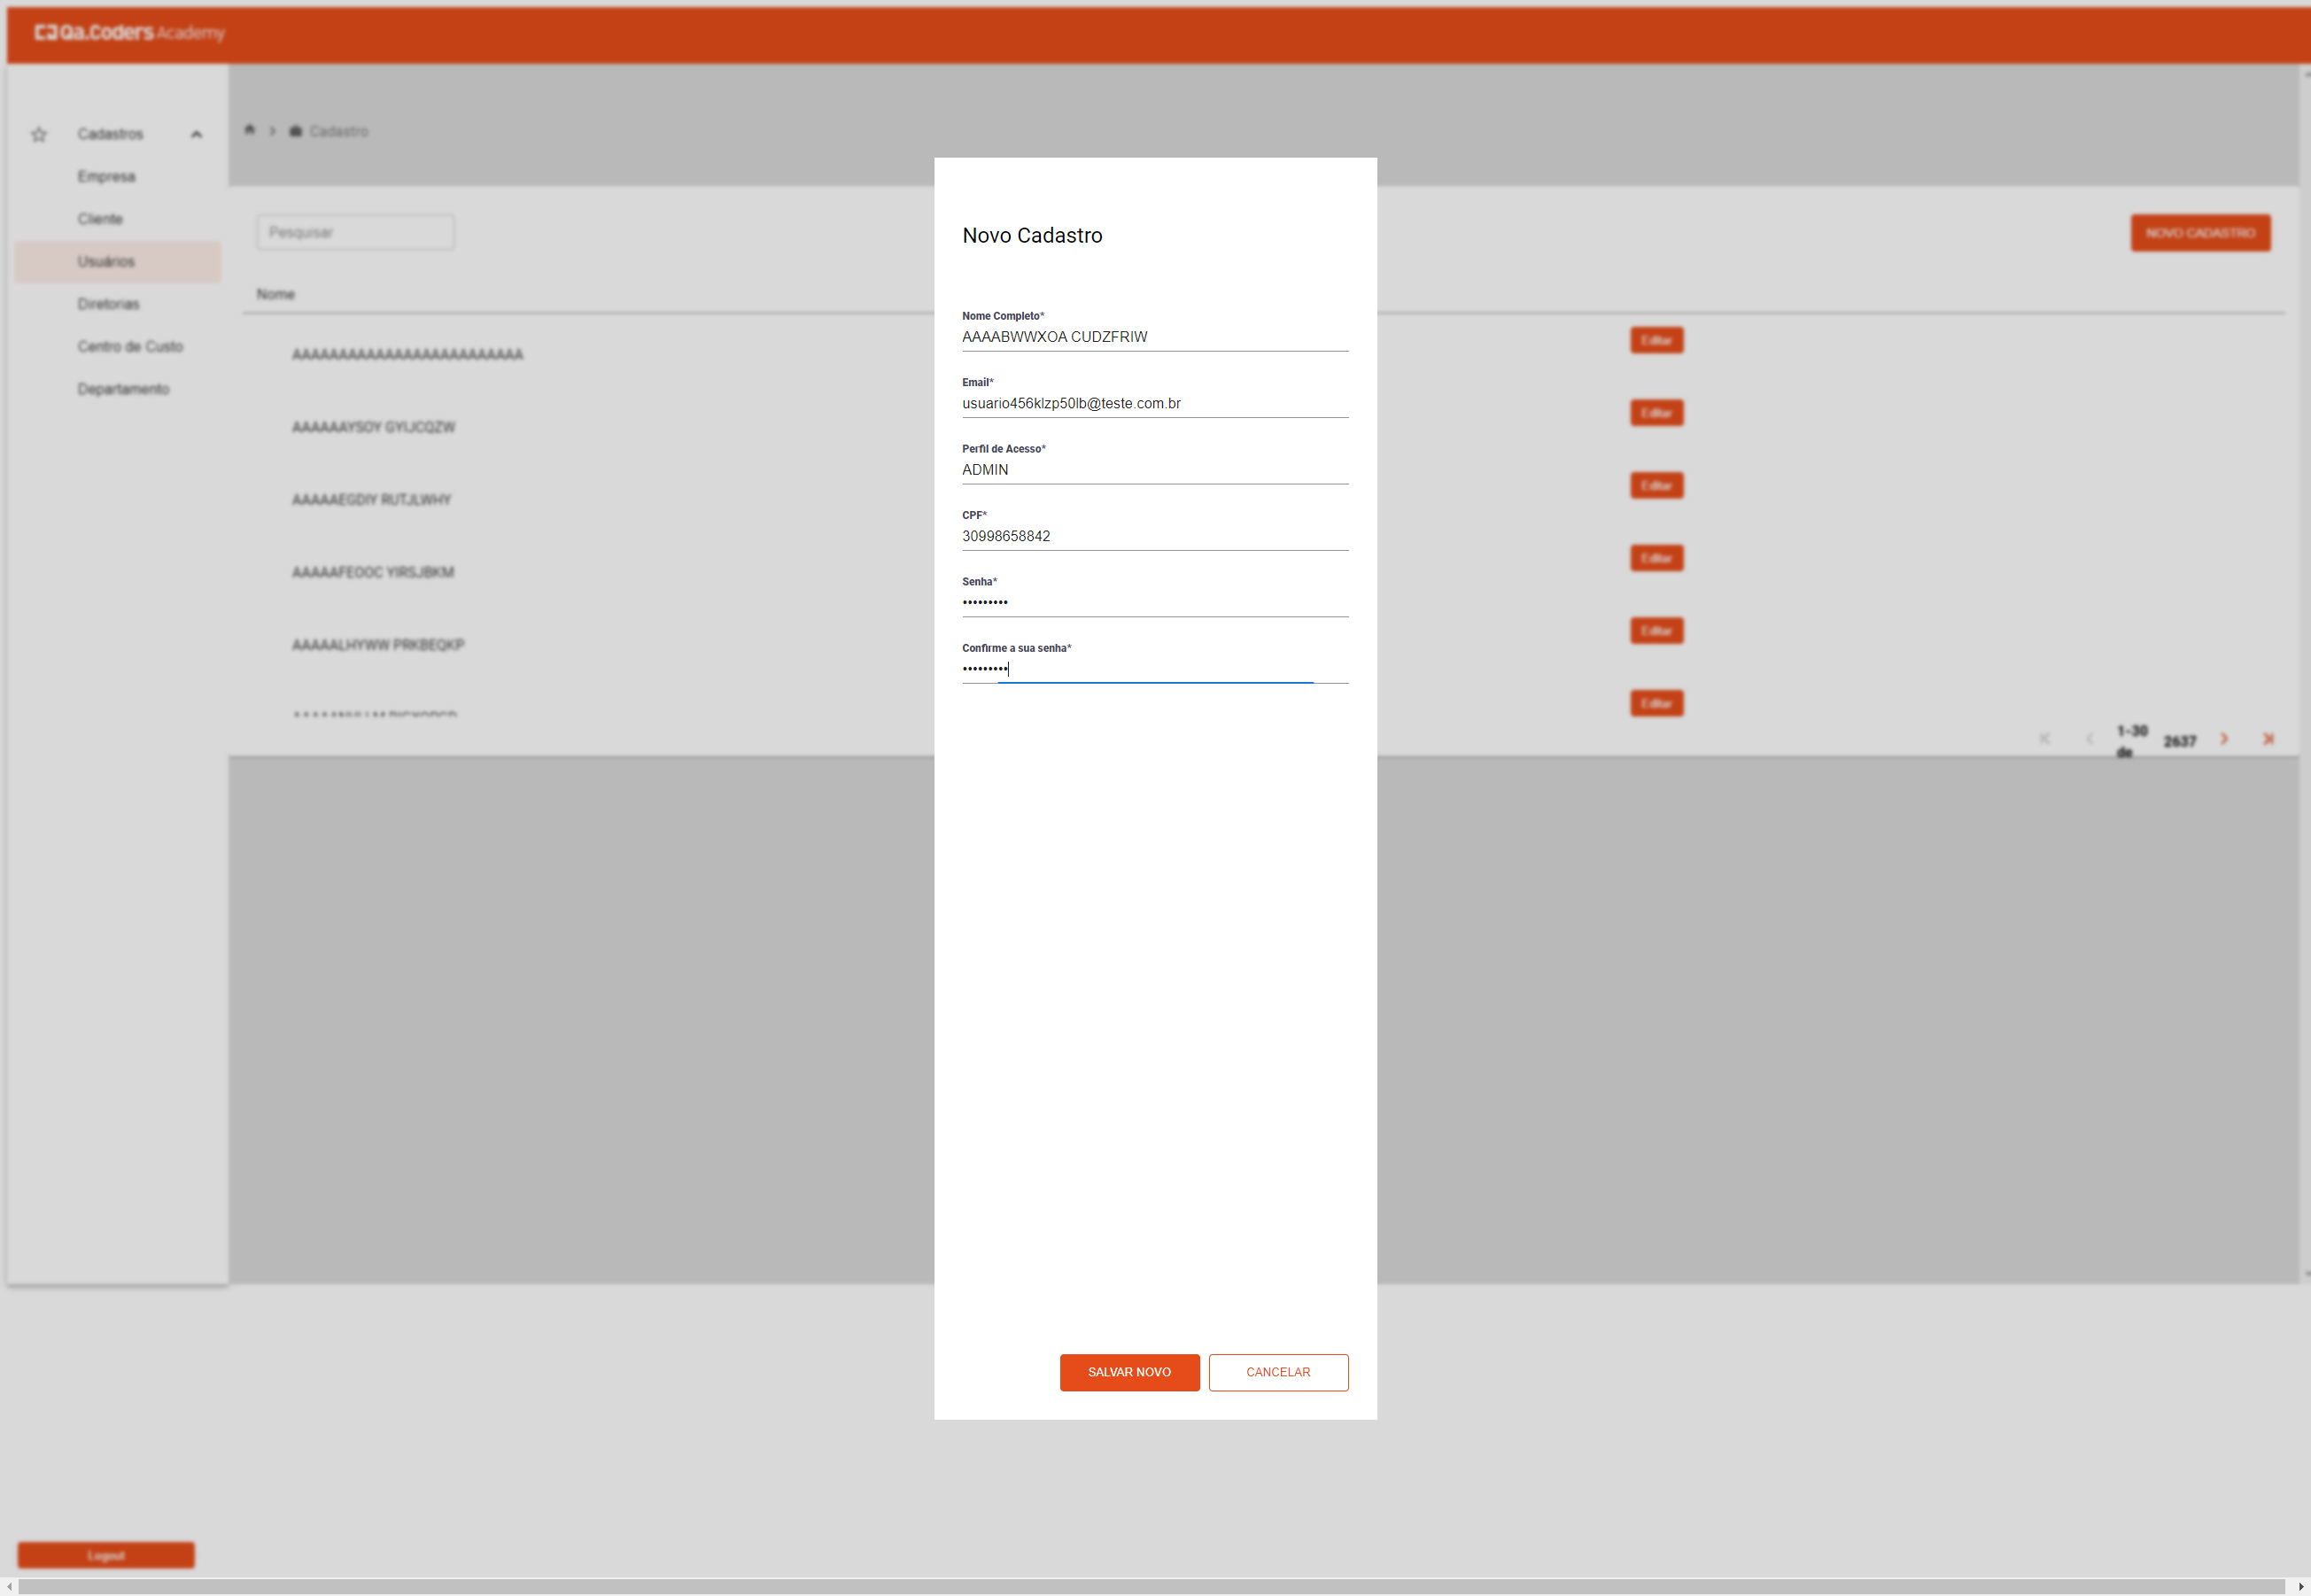 Qa.Coders Academy
Cadastros
Empresa
Cliente
Usuários
Diretorias
Centro de Custo
Departamento
Logout
Cadastro
Pesquisar
NOVO CADASTRO
Nome
AAAAAAAAAAAAAAAAAAAAAAAAA
Editar
AAAAAAYSOY GYIJCQZW
Editar
AAAAAEGDIY RUTJLWHY
Editar
AAAAAFEOOC YIRSJBKM
Editar
AAAAALHYWW PRKBEQKP
Editar
Editar
1-30
de
2637
Novo Cadastro
Nome Completo*
AAAABWWXOA CUDZFRIW
Email*
usuario456klzp50lb@teste.com.br
Perfil de Acesso*
ADMIN
CPF*
30998658842
Senha*
•••••••••
Confirme a sua senha*
•••••••••
SALVAR NOVO
CANCELAR